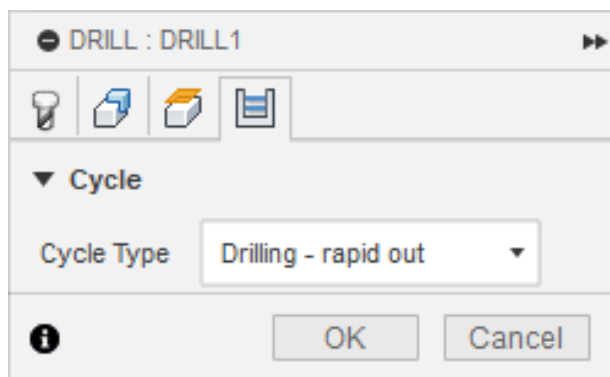 DRILL : DRILL1
Cycle
Cycle Type Drilling - rapid out
OK Cancel